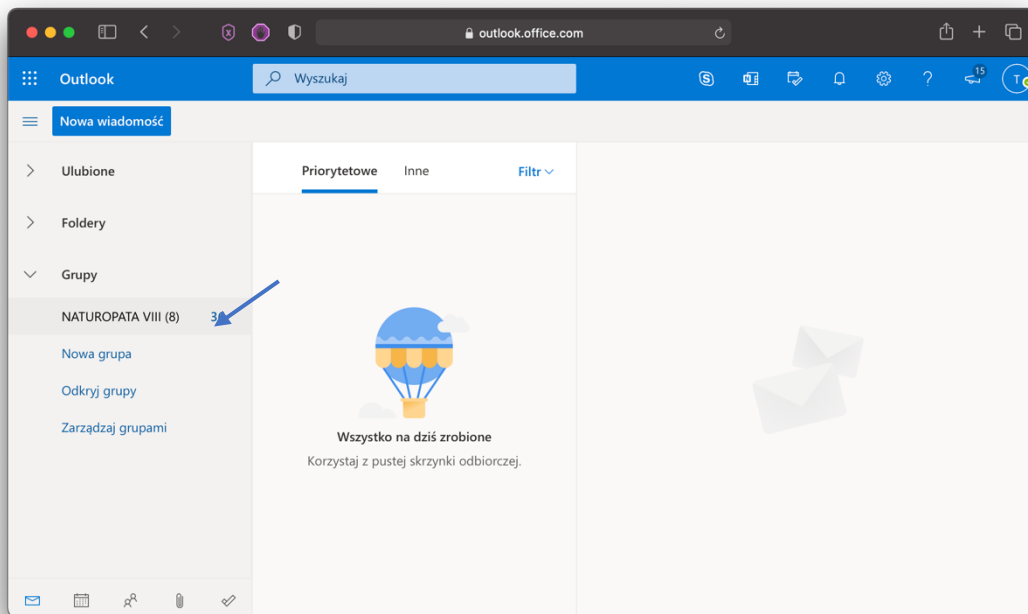 outlook.office.com
Outlook
Wyszukaj
15
T
Nowa wiadomość
Ulubione
Priorytetowe
Inne
Filtr
Foldery
Grupy
NATUROPATA VIII (8)
Nowa grupa
Odkryj grupy
Zarządzaj grupami
Wszystko na dziś zrobione
Korzystaj z pustej skrzynki odbiorczej.